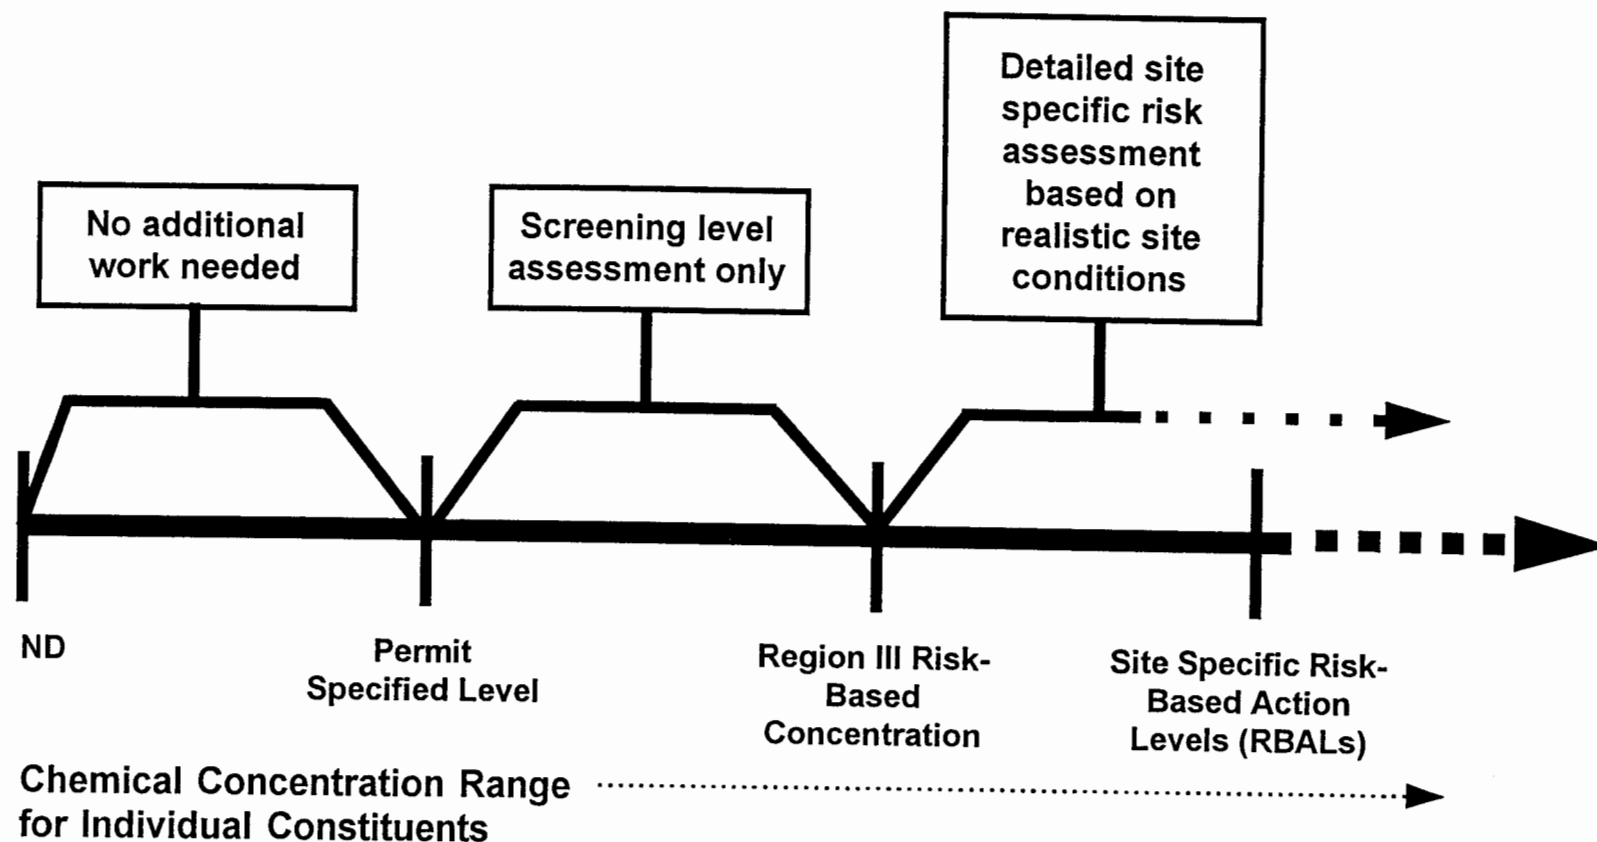 No additional
work needed
Screening level
assessment only
Detailed site
specific risk
assessment
based on
realistic site
conditions
ND
Permit
Specified Level
Region III Risk-
Based
Concentration
Site Specific Risk-
Based Action
Levels (RBALs)
Chemical Concentration Range
for Individual Constituents